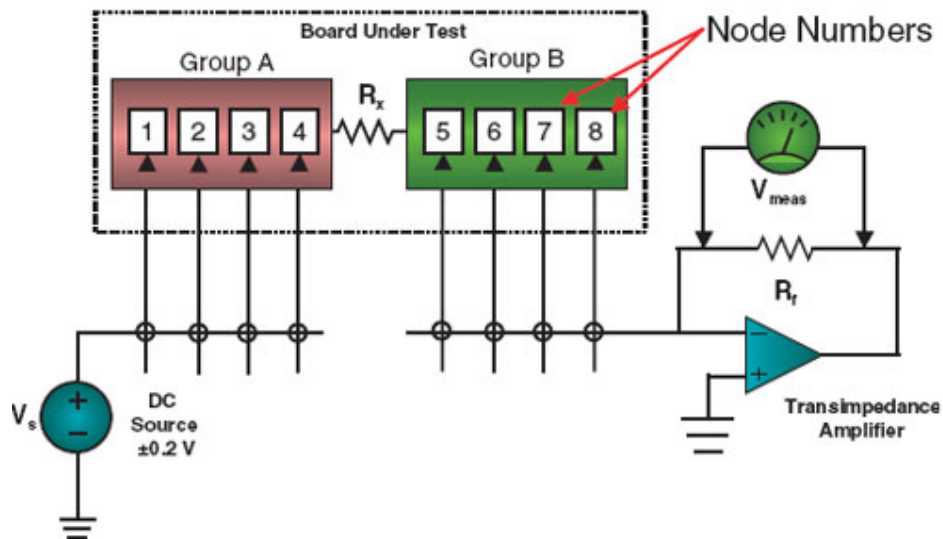 Board Under Test
Node Numbers
Group A
Group B
Rx
1 2 3 4
5 6 7 8
Vmeas
Rf
Vs
+
−
DC
Source
±0.2 V
−
+
Transimpedance
Amplifier